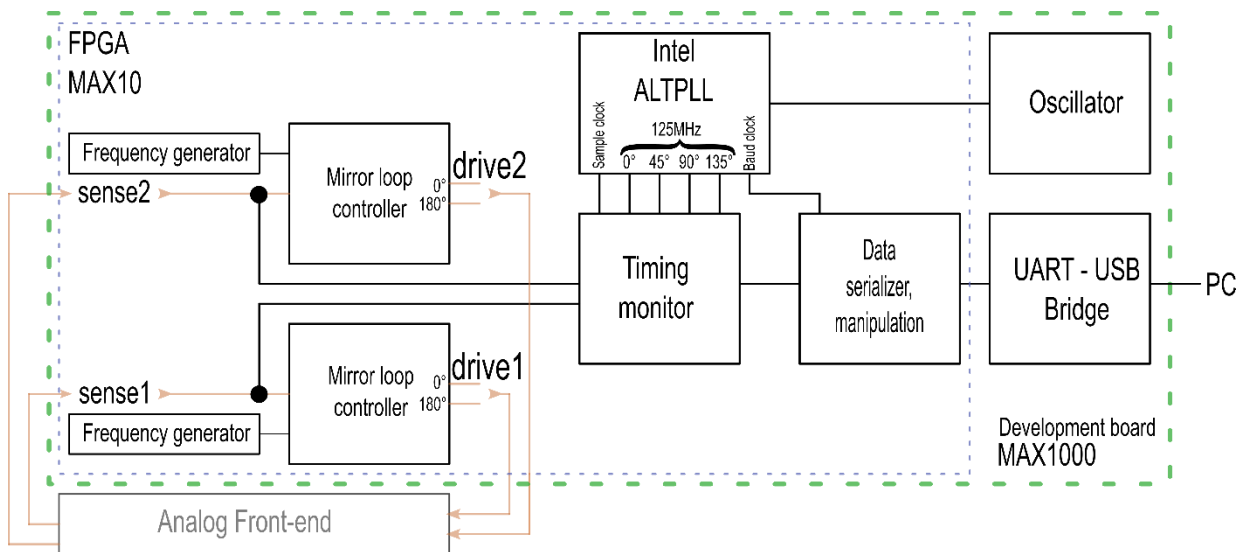 FPGA
MAX10
Frequency generator
sense2
Mirror loop
controller
0°
180°
drive2
Intel
ALTPLL
125MHz
Sample clock
0°
45°
90°
135°
Baud clock
Oscillator
Timing
monitor
Data
serializer,
manipulation
UART - USB
Bridge
PC
sense1
Frequency generator
Mirror loop
controller
0°
180°
drive1
Development board
MAX1000
Analog Front-end